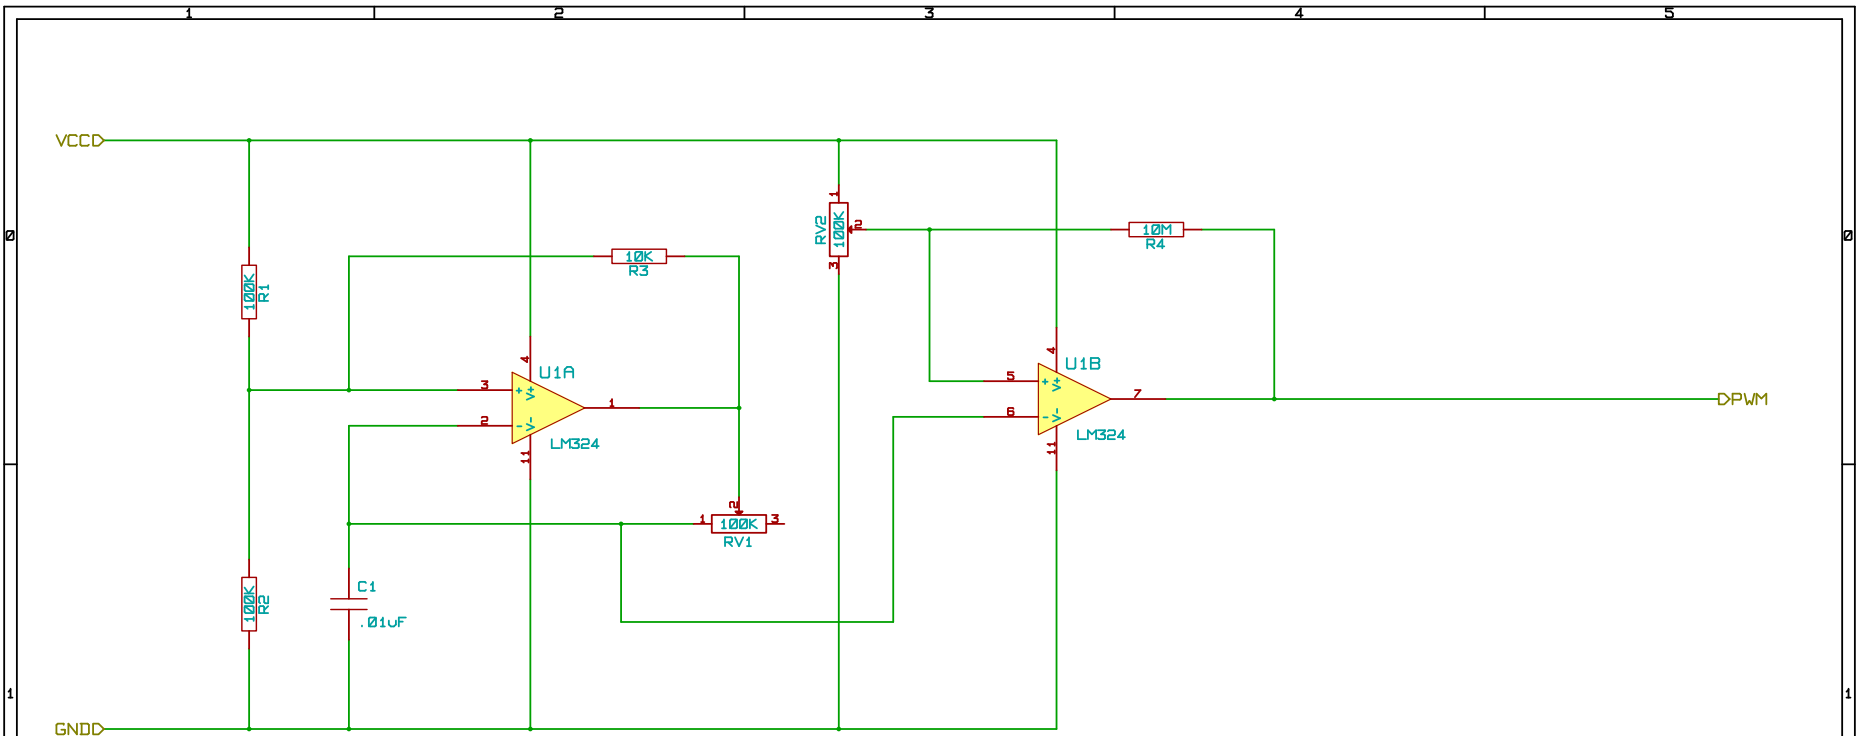 1 2 3 4 5
VCC
1
RV2
100K
2
3
10M
R4
0
0
10K
R3
100K
R1
4
U1A
3
1
2
+ V+
- V-
LM324
11
4
U1B
5
7
6
+ V+
- V-
LM324
11
PWM
2
1 100K 3
RV1
100K
R2
C1
.01uF
1
1
GND